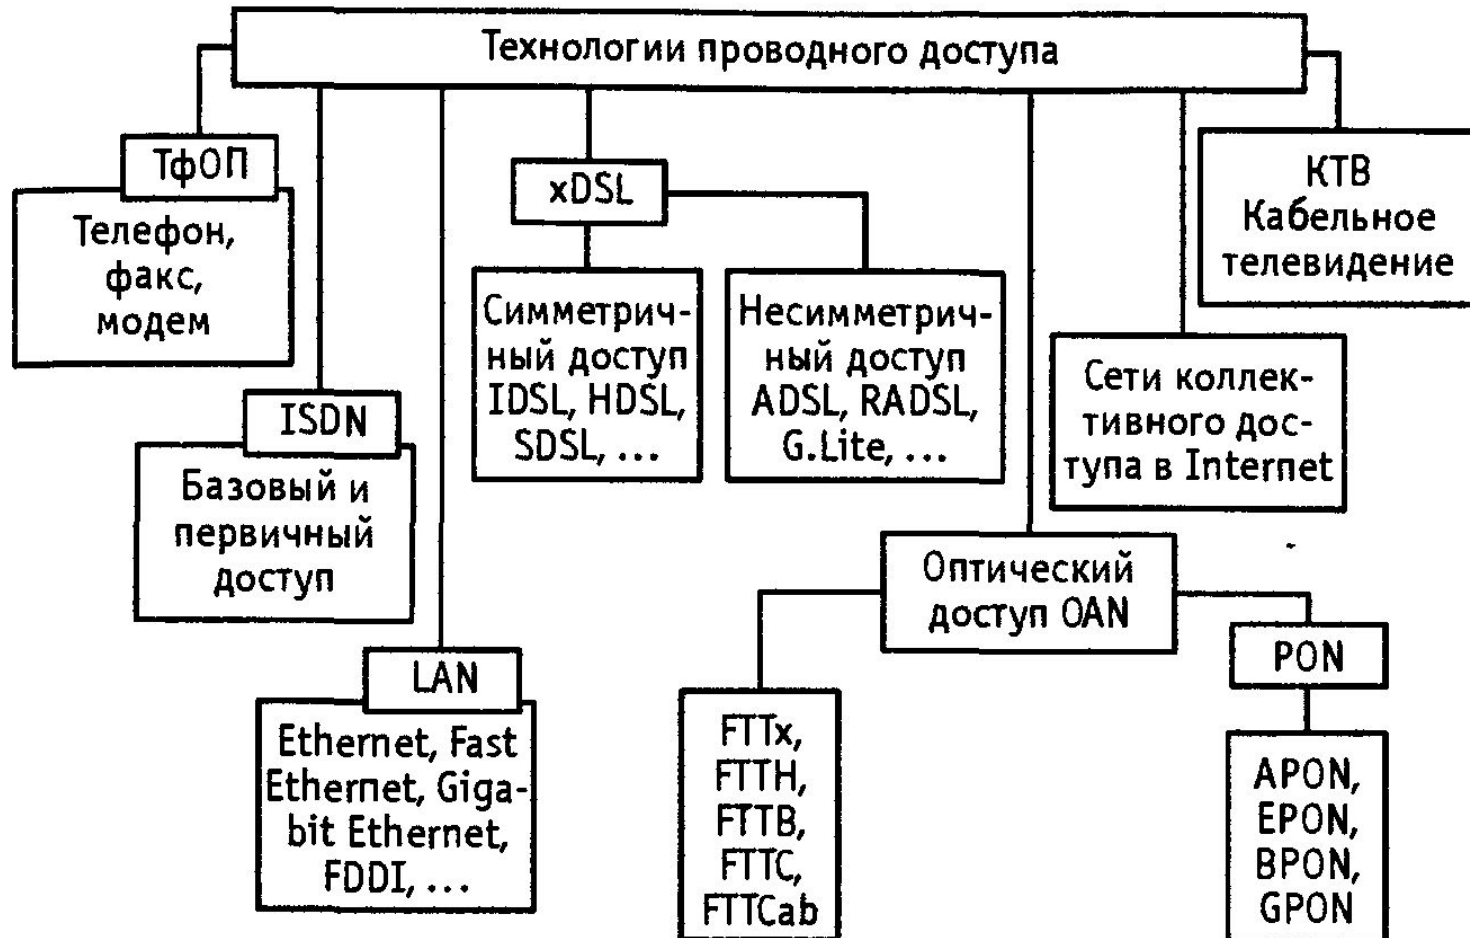 Технологии проводного доступа
ТфОП
Телефон,
факс,
модем
ISDN
Базовый и
первичный
доступ
LAN
Ethernet, Fast
Ethernet, Giga-
bit Ethernet,
FDDI, ...
xDSL
Симметрич-
ный доступ
IDSL, HDSL,
SDSL, ...
Несимметрич-
ный доступ
ADSL, RADSL,
G.Lite, ...
Оптический
доступ OAN
FTTx,
FTTH,
FTTB,
FTTC,
FTTCab
PON
APON,
EPON,
BPON,
GPON
Сети коллек-
тивного дос-
тупа в Internet
КТВ
Кабельное
телевидение